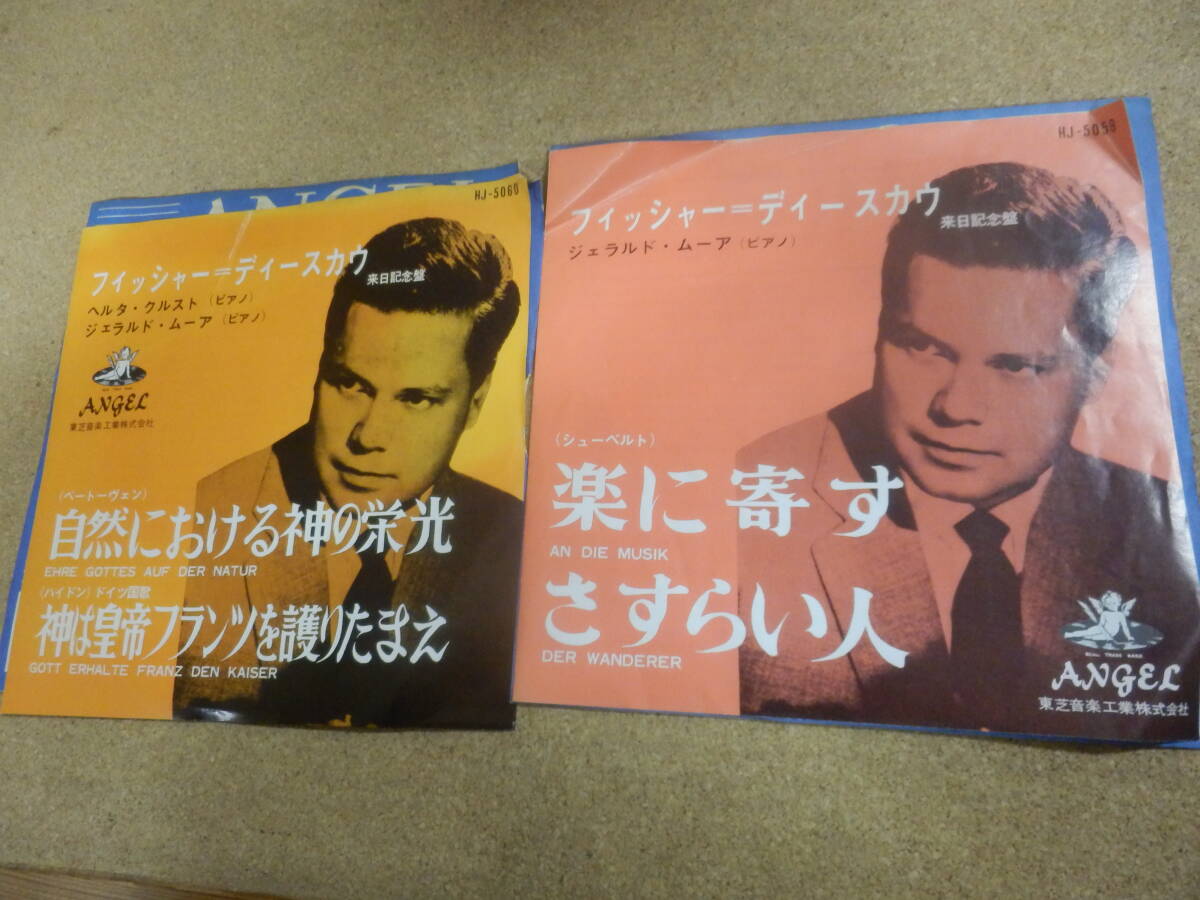 ANGEL
HJ-5060
フィッシャー=ディースカウ
来日記念盤
ヘルタ・クルスト (ピアノ)
ジェラルド・ムーア (ピアノ)
ANGEL
東芝音楽工業株式会社
(ベートーヴェン)
自然における神の栄光
EHRE GOTTES AUF DER NATUR
(ハイドン) ドイツ国歌
神は皇帝フランツを護りたまえ
GOTT ERHALTE FRANZ DEN KAISER
HJ-5058
フィッシャー=ディースカウ
来日記念盤
ジェラルド・ムーア (ピアノ)
(シューベルト)
楽に寄す
AN DIE MUSIK
さすらい人
DER WANDERER
ANGEL
東芝音楽工業株式会社